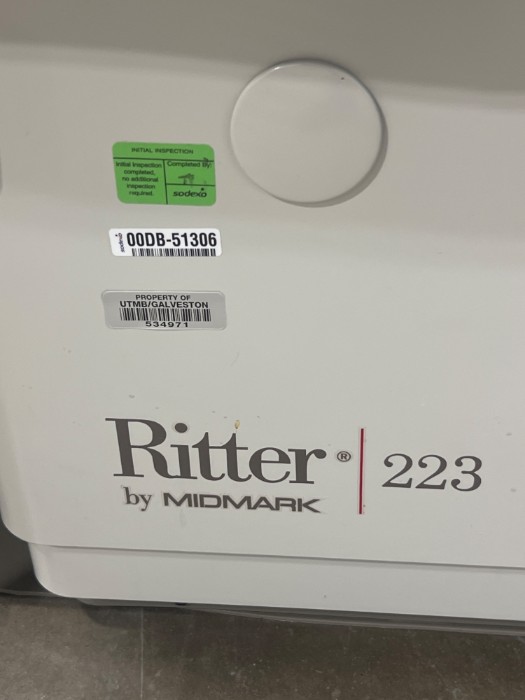 INITIAL INSPECTION
Initial Inspection completed, no additional inspection required.
Completed By:
sodexo
sodexo
00DB-51306
PROPERTY OF
UTMB/GALVESTON
534971
Ritter® | 223
by MIDMARK